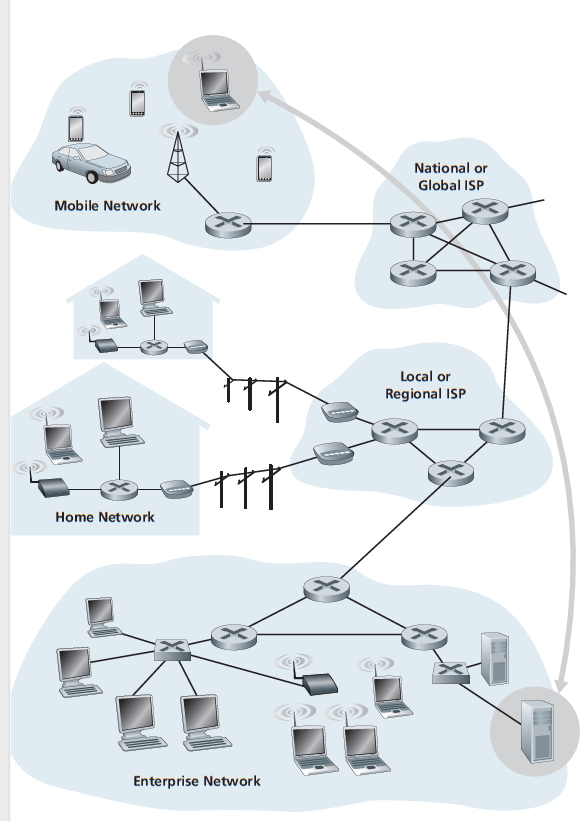 National or
Global ISP
Mobile Network
Local or
Regional ISP
Home Network
Enterprise Network